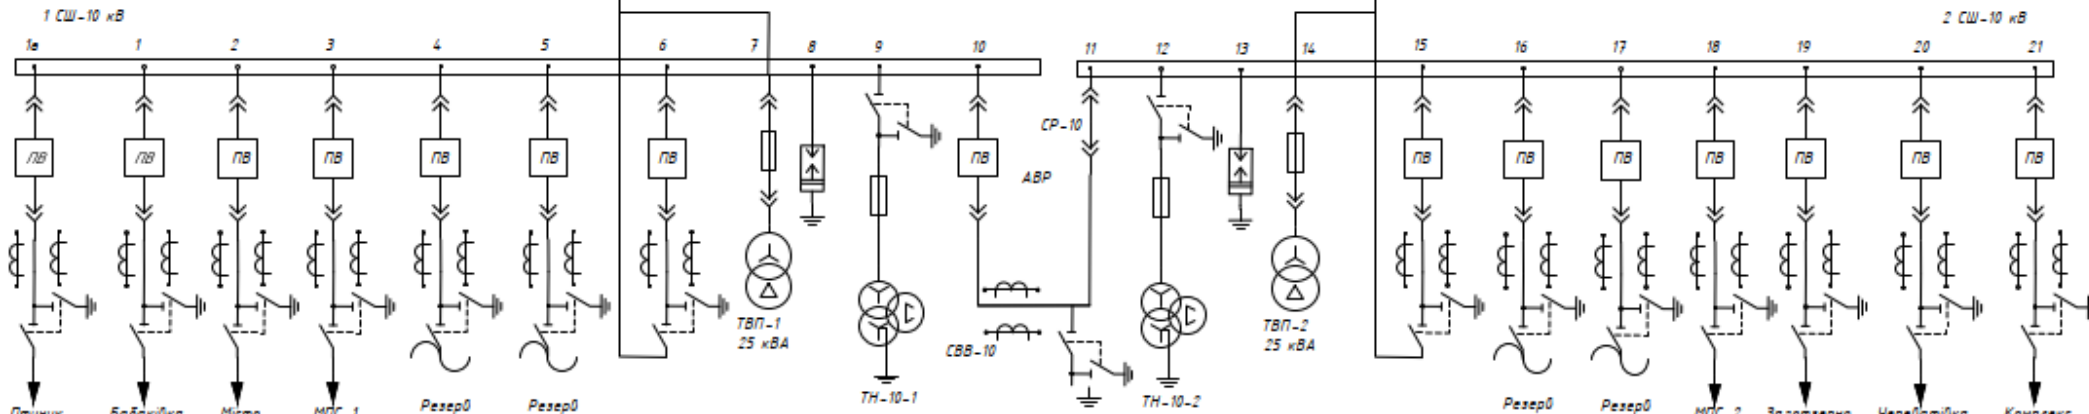 1 СШ-10 кВ
2 СШ-10 кВ
1а 1 2 3 4 5 6 7 8 9 10 11 12 13 14 15 16 17 18 19 20 21
СР-10
ПВ ПВ ПВ ПВ ПВ ПВ ПВ ПВ ПВ ПВ ПВ ПВ ПВ ПВ ПВ
АВР
ТВП-1
25 кВА
СВВ-10
ТВП-2
25 кВА
ТН-10-1
ТН-10-2
Резерв Резерв Резерв Резерв
Місто МПС-1 МПС-2 Комплекс